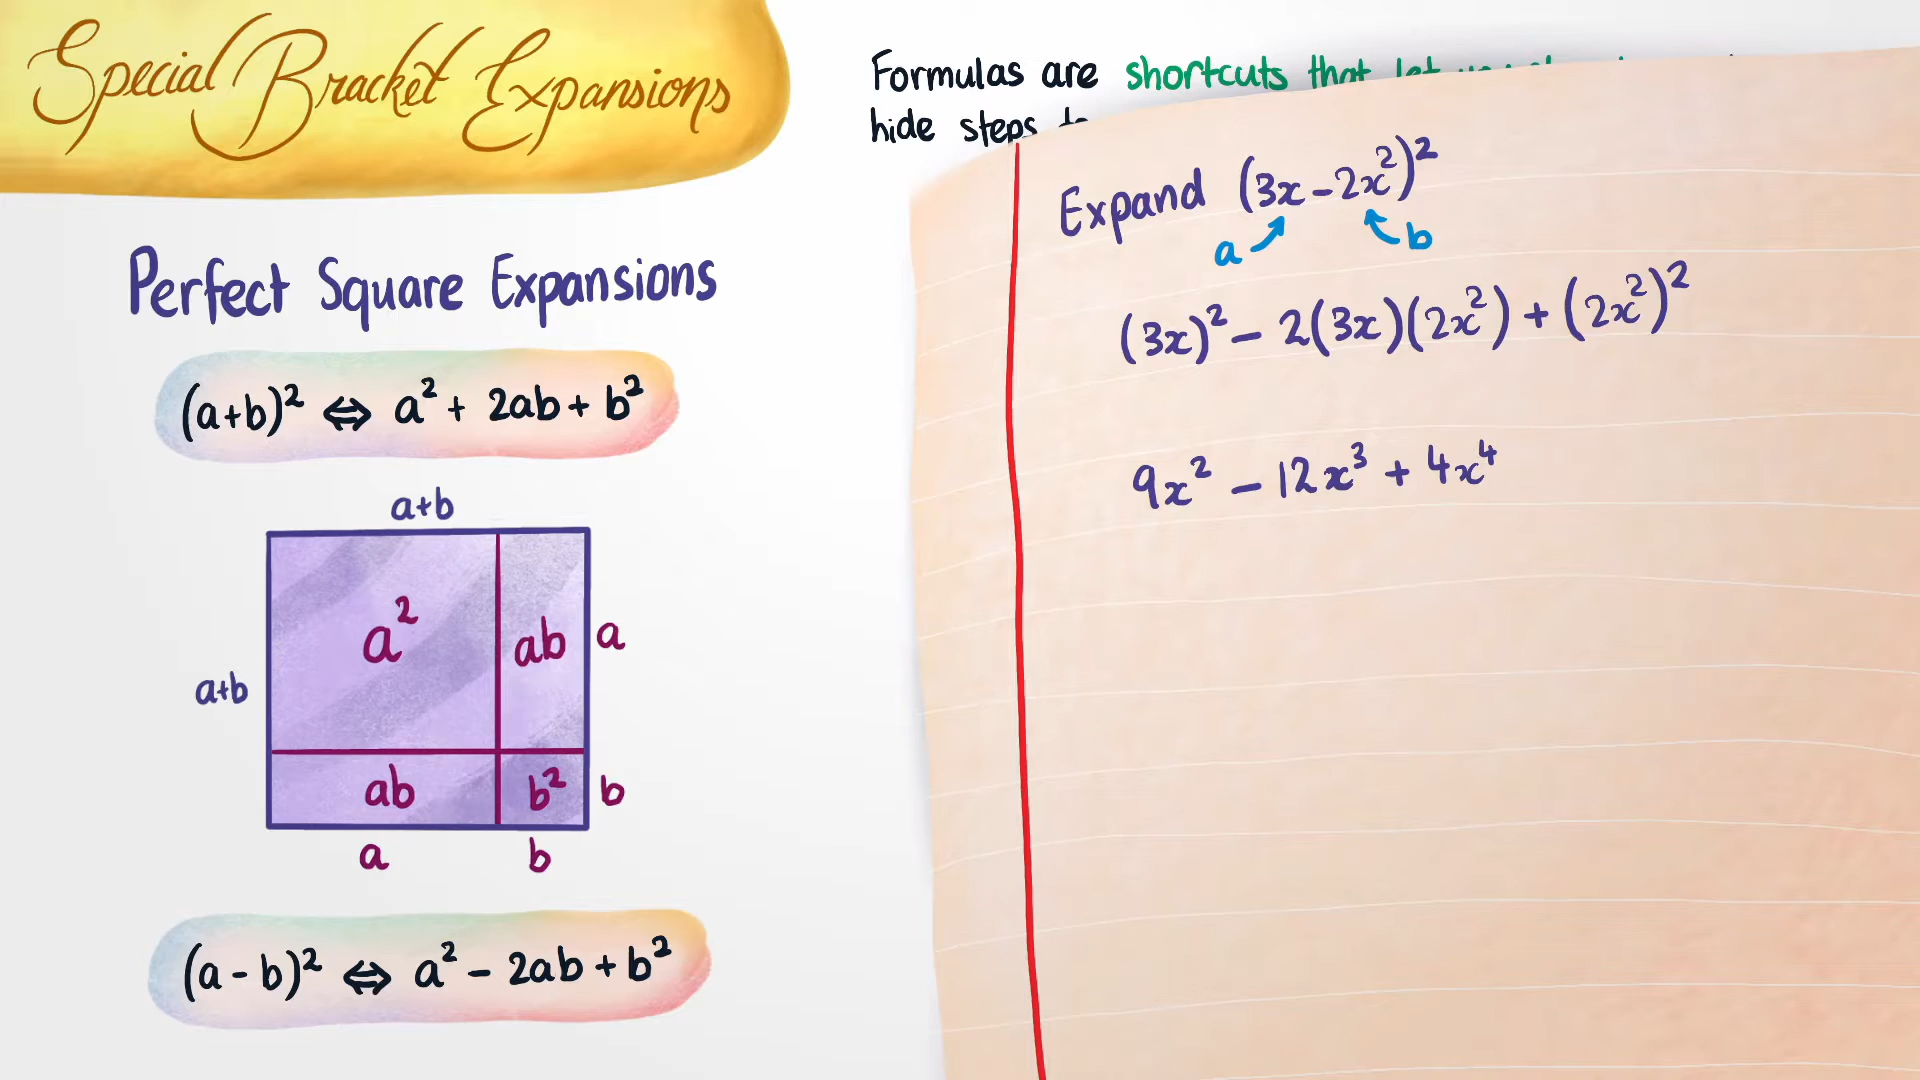 Special Bracket Expansions
Perfect Square Expansions
(a+b)² ⇔ a² + 2ab + b²
a+b
a²
ab
a
a+b
ab
b²
b
a
b
(a - b)² ⇔ a² - 2ab + b²
Formulas are shortcuts that let
hide steps
Expand (3x - 2x²)²
a
b
(3x)² - 2(3x)(2x²) + (2x²)²
9x² - 12x³ + 4x⁴